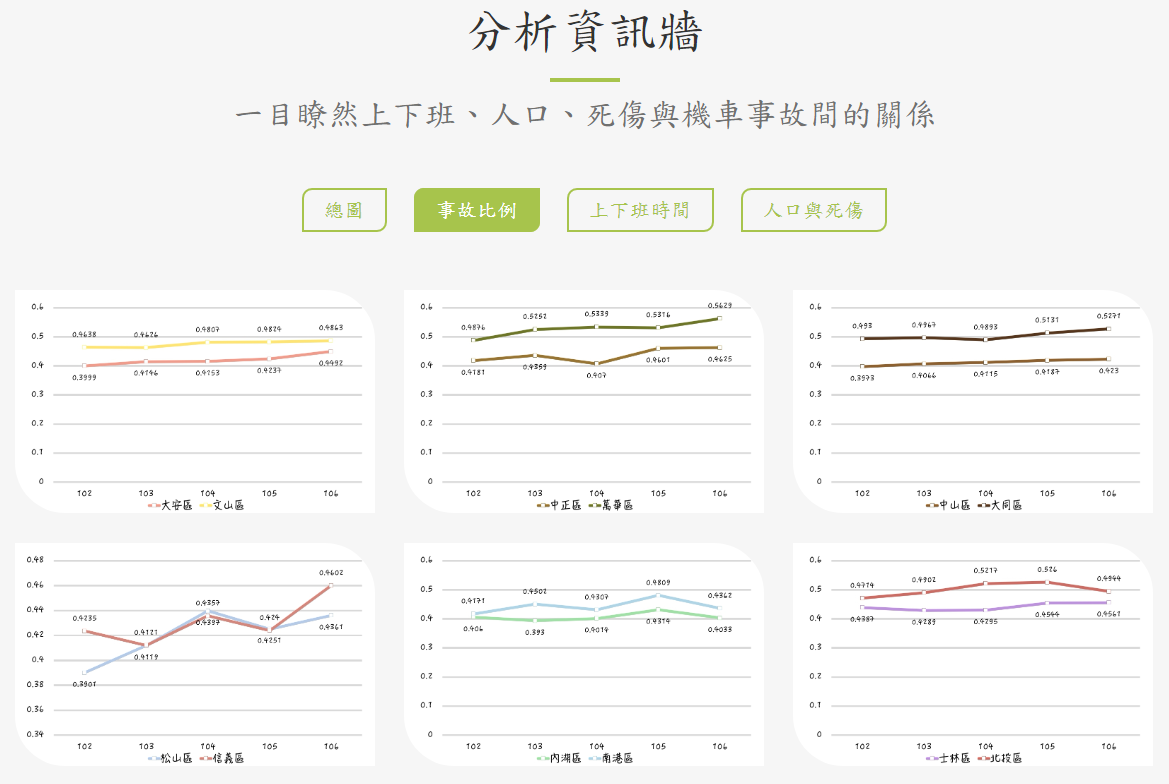 分析資訊牆
一目瞭然上下班、人口、死傷與機車事故間的關係
總圖 事故比例 上下班時間 人口與死傷
0.6
0.5
0.4
0.3
0.2
0.1
0
0.4638 0.4626 0.4807 0.4824 0.4863
0.3999 0.4146 0.4153 0.4237 0.4492
102 103 104 105 106
大安區 文山區
0.6
0.5
0.4
0.3
0.2
0.1
0
0.4876 0.5252 0.5339 0.5316 0.5629
0.4181 0.4359 0.407 0.4601 0.4625
102 103 104 105 106
中正區 萬華區
0.6
0.5
0.4
0.3
0.2
0.1
0
0.493 0.4967 0.4893 0.5131 0.5271
0.3973 0.4066 0.4115 0.4187 0.423
102 103 104 105 106
中山區 大同區
0.48
0.46
0.44
0.42
0.4
0.38
0.36
0.34
0.4235 0.4121 0.4357 0.424 0.4602
0.3901 0.4119 0.4397 0.4251 0.4361
102 103 104 105 106
松山區 信義區
0.6
0.5
0.4
0.3
0.2
0.1
0
0.4171 0.4502 0.4307 0.4809 0.4362
0.406 0.393 0.4014 0.4314 0.4033
102 103 104 105 106
內湖區 南港區
0.6
0.5
0.4
0.3
0.2
0.1
0
0.4714 0.4902 0.5217 0.526 0.4944
0.4387 0.4289 0.4295 0.4544 0.4561
102 103 104 105 106
士林區 北投區